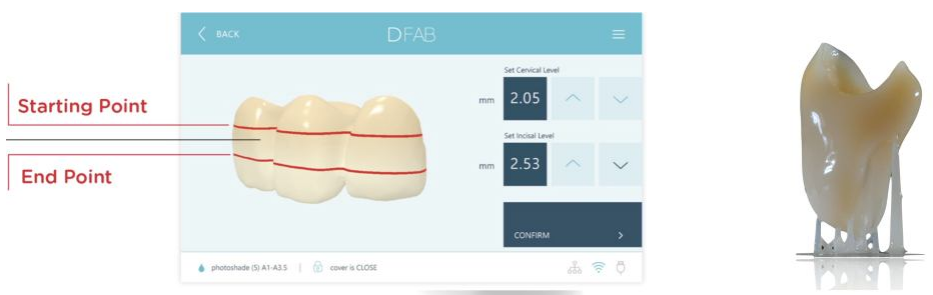 BACK
DFAB
Set Cervical Level
Starting Point
mm 2.05
Set Incisal Level
mm 2.53
End Point
CONFIRM
photoshade (5) A1-A3.5 | cover is CLOSE